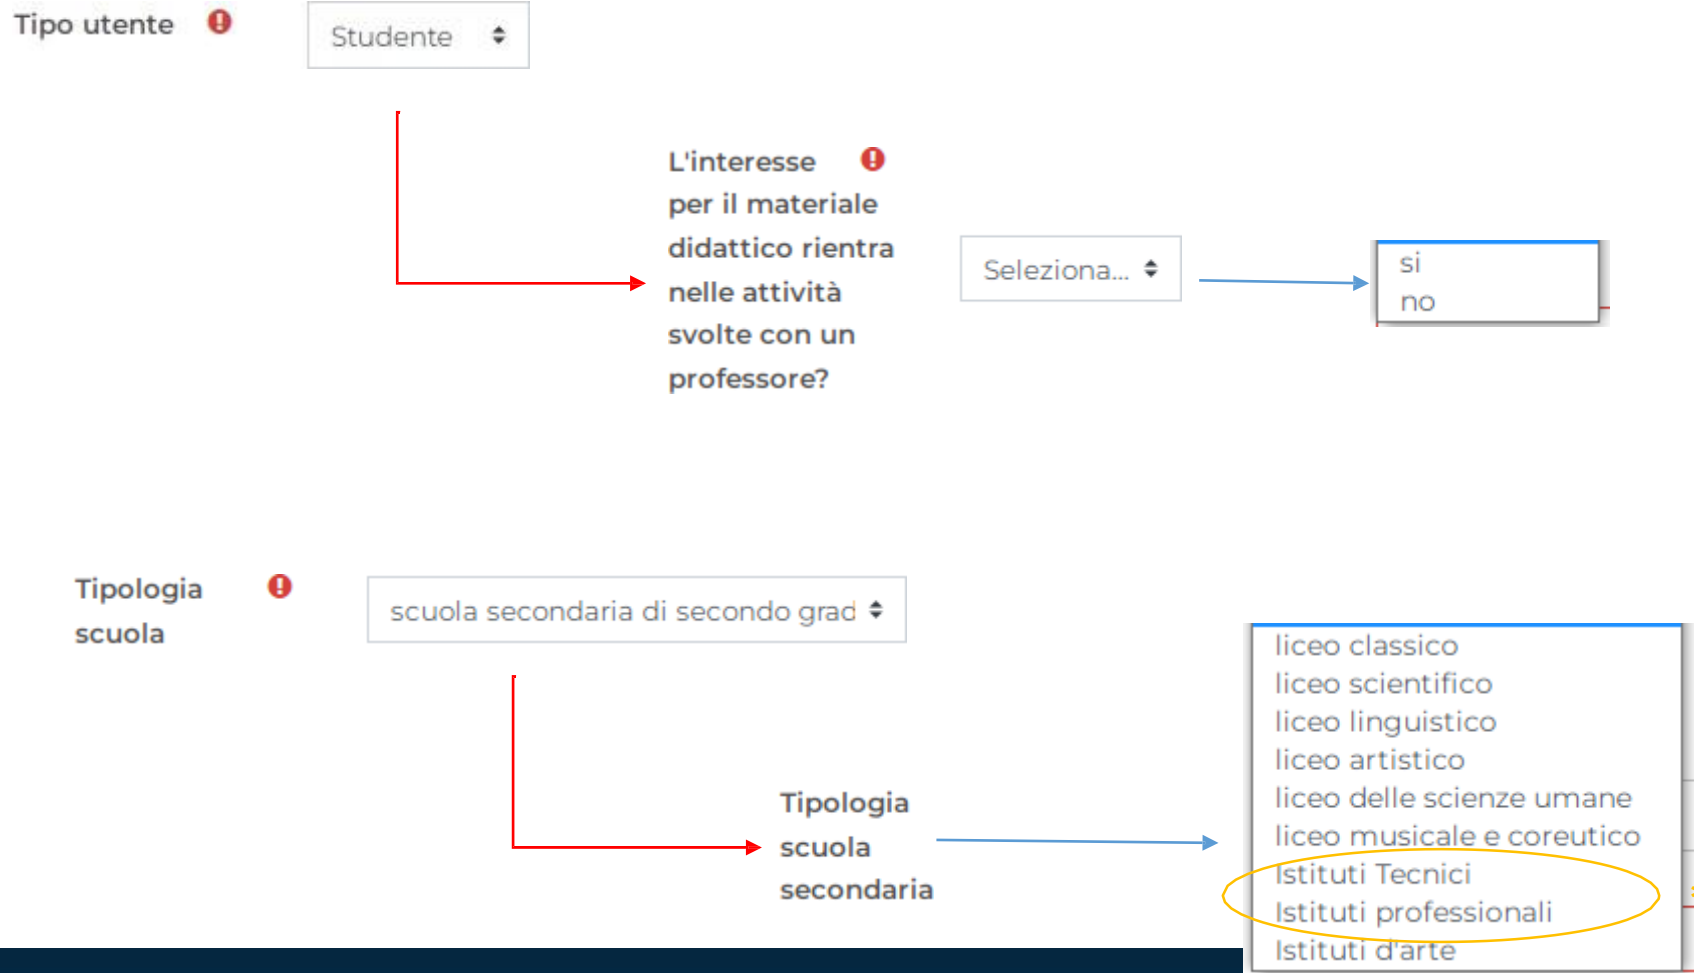 Tipo utente
Studente
L'interesse
per il materiale
didattico rientra
nelle attività
svolte con un
professore?
Seleziona...
si
no
Tipologia
scuola
scuola secondaria di secondo grad
Tipologia
scuola
secondaria
liceo classico
liceo scientifico
liceo linguistico
liceo artistico
liceo delle scienze umane
liceo musicale e coreutico
Istituti Tecnici
Istituti professionali
Istituti d'arte